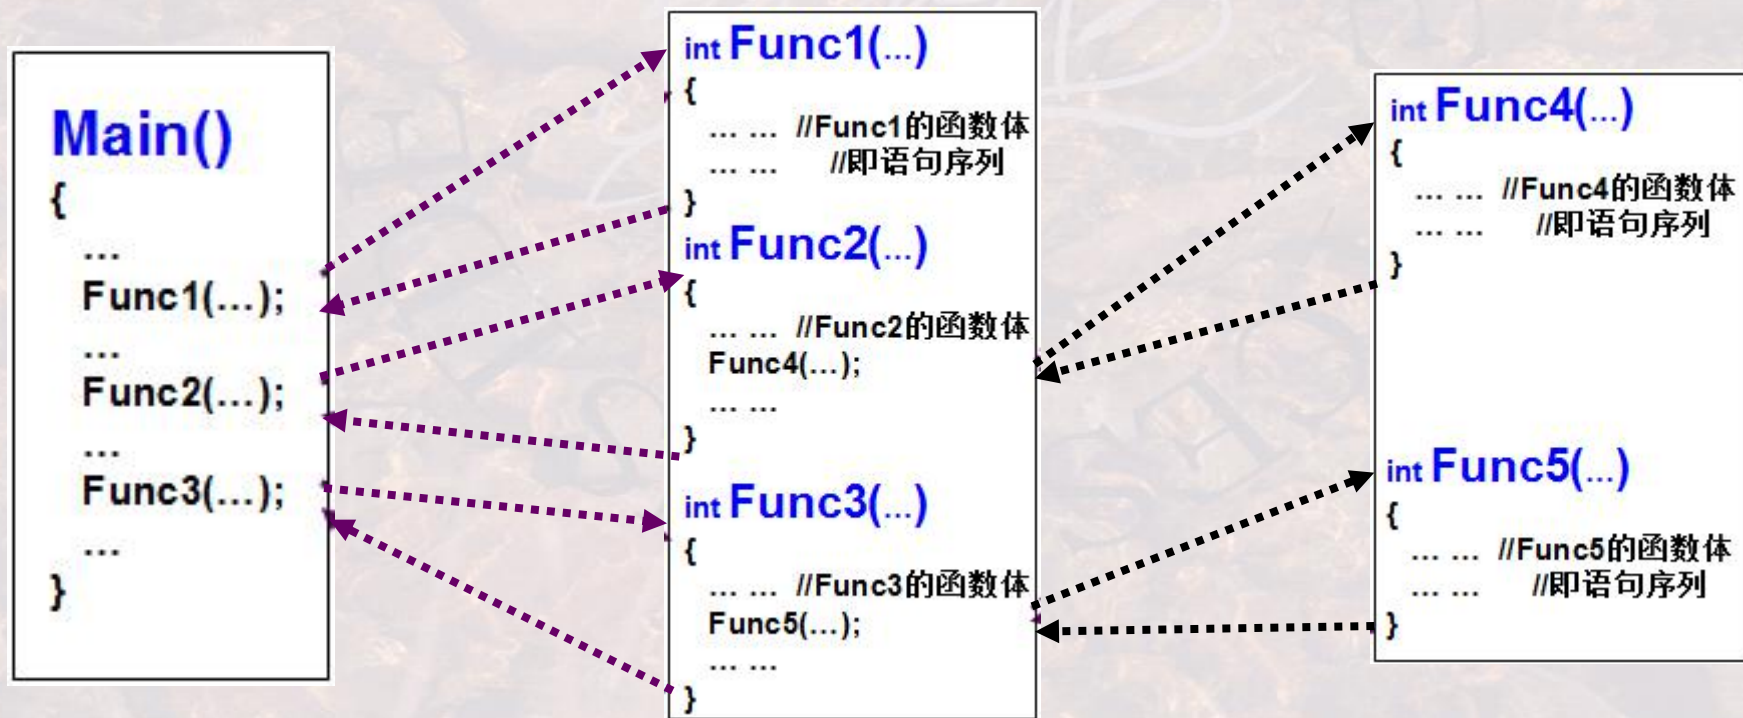 Main()
{
...
Func1(...);
...
Func2(...);
...
Func3(...);
...
}
int Func1(...)
{
... ... //Func1的函数体
... ... //即语句序列
}
int Func2(...)
{
... ... //Func2的函数体
Func4(...);
... ...
}
int Func3(...)
{
... ... //Func3的函数体
Func5(...);
... ...
}
int Func4(...)
{
... ... //Func4的函数体
... ... //即语句序列
}
int Func5(...)
{
... ... //Func5的函数体
... ... //即语句序列
}